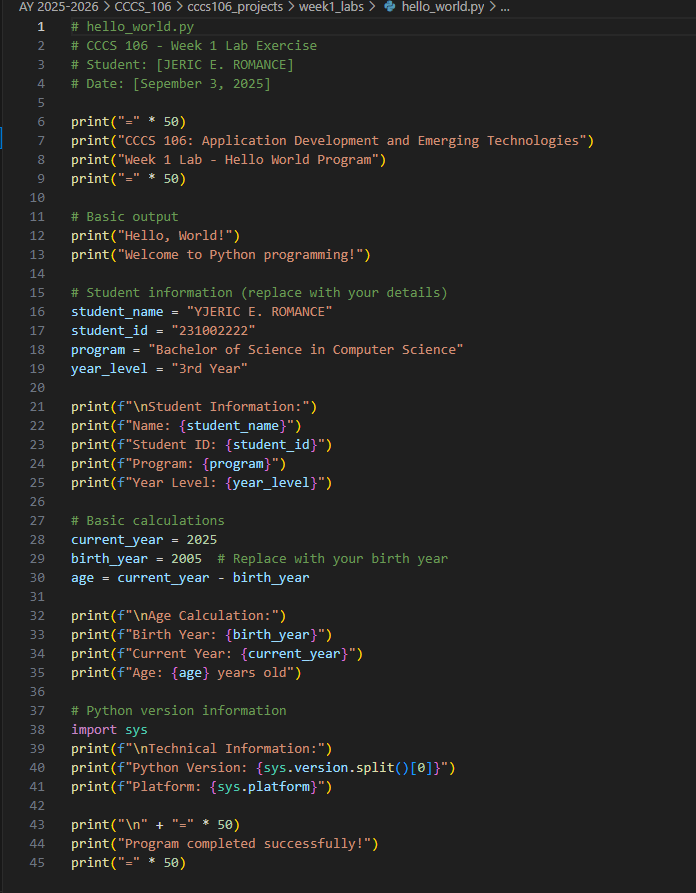 AY 2025-2026 > CCCS_106 > cccs106_projects > week1_labs > hello_world.py > ...
1 # hello_world.py
2 # CCCS 106 - Week 1 Lab Exercise
3 # Student: [JERIC E. ROMANCE]
4 # Date: [Sepember 3, 2025]
5
6 print("=" * 50)
7 print("CCCS 106: Application Development and Emerging Technologies")
8 print("Week 1 Lab - Hello World Program")
9 print("=" * 50)
10
11 # Basic output
12 print("Hello, World!")
13 print("Welcome to Python programming!")
14
15 # Student information (replace with your details)
16 student_name = "YJERIC E. ROMANCE"
17 student_id = "231002222"
18 program = "Bachelor of Science in Computer Science"
19 year_level = "3rd Year"
20
21 print(f"\nStudent Information:")
22 print(f"Name: {student_name}")
23 print(f"Student ID: {student_id}")
24 print(f"Program: {program}")
25 print(f"Year Level: {year_level}")
26
27 # Basic calculations
28 current_year = 2025
29 birth_year = 2005  # Replace with your birth year
30 age = current_year - birth_year
31
32 print(f"\nAge Calculation:")
33 print(f"Birth Year: {birth_year}")
34 print(f"Current Year: {current_year}")
35 print(f"Age: {age} years old")
36
37 # Python version information
38 import sys
39 print(f"\nTechnical Information:")
40 print(f"Python Version: {sys.version.split()[0]}")
41 print(f"Platform: {sys.platform}")
42
43 print("\n" + "=" * 50)
44 print("Program completed successfully!")
45 print("=" * 50)